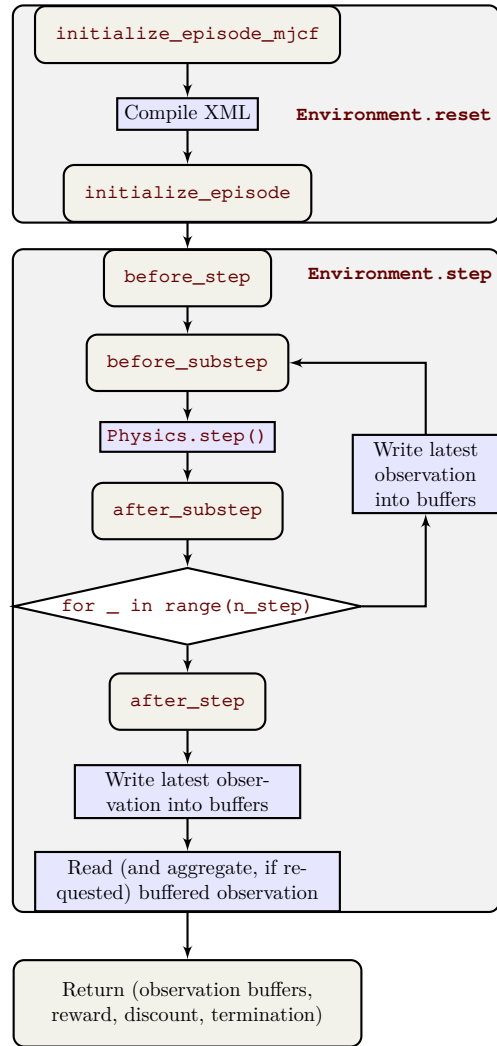 initialize_episode_mjcf
Compile XML
Environment.reset
initialize_episode
Environment.step
before_step
before_substep
Physics.step()
Write latest
observation
into buffers
after_substep
for _ in range(n_step)
after_step
Write latest obser-
vation into buffers
Read (and aggregate, if re-
quested) buffered observation
Return (observation buffers,
reward, discount, termination)